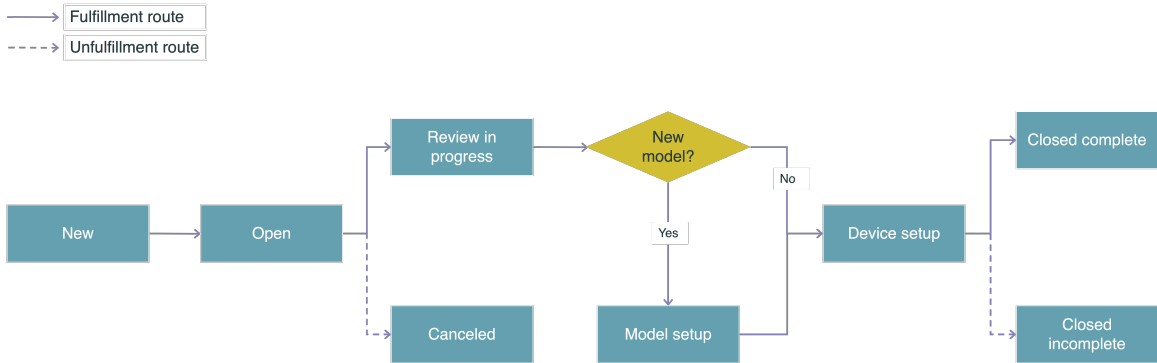 Fulfillment route
Unfulfillment route
New
Open
Review in
progress
Canceled
New
model?
Yes
No
Model setup
Device setup
Closed complete
Closed
incomplete